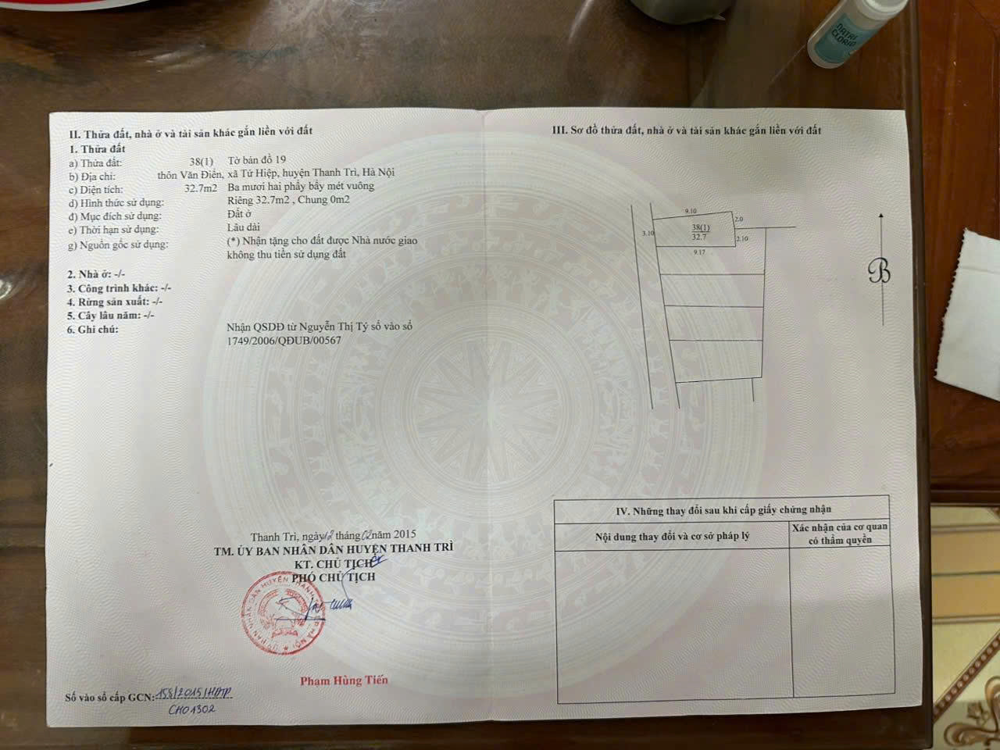 NATRI
CLORID
II. Thửa đất, nhà ở và tài sản khác gắn liền với đất
1. Thửa đất
a) Thửa đất: 38(1) Tờ bản đồ 19
b) Địa chỉ: thôn Văn Điển, xã Tứ Hiệp, huyện Thanh Trì, Hà Nội
c) Diện tích: 32.7m2 Ba mươi hai phẩy bẩy mét vuông
d) Hình thức sử dụng: Riêng 32.7m2 , Chung 0m2
đ) Mục đích sử dụng: Đất ở
e) Thời hạn sử dụng: Lâu dài
g) Nguồn gốc sử dụng: (*) Nhận tặng cho đất được Nhà nước giao
không thu tiền sử dụng đất
2. Nhà ở: -/-
3. Công trình khác: -/-
4. Rừng sản xuất: -/-
5. Cây lâu năm: -/-
6. Ghi chú:
Nhận QSDĐ từ Nguyễn Thị Tý số vào sổ
1749/2006/QĐUB/00567
Thanh Trì, ngày 12 tháng 02 năm 2015
TM. ỦY BAN NHÂN DÂN HUYỆN THANH TRÌ
KT. CHỦ TỊCH
PHÓ CHỦ TỊCH
Phạm Hùng Tiến
Số vào sổ cấp GCN:
CH01302
III. Sơ đồ thửa đất, nhà ở và tài sản khác gắn liền với đất
9.10
2.0
3.10
38(1)
32.7
2.10
9.17
B
IV. Những thay đổi sau khi cấp giấy chứng nhận
Nội dung thay đổi và cơ sở pháp lý
Xác nhận của cơ quan
có thẩm quyền